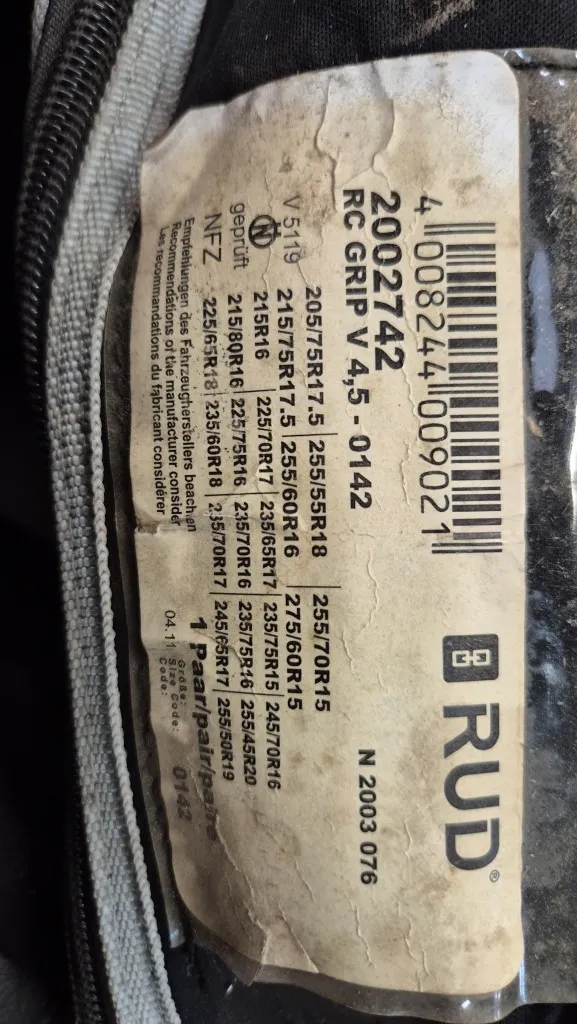 4 008244 009021
RUD®
2002742
RC GRIP V 4,5 - 0142
N 2003 076
205/75R17.5 255/55R18 255/70R15
V 5119 215/75R17.5 255/60R16 275/60R15
215R16 225/70R17 235/65R17 235/75R15 245/70R16
geprüft 215/80R16 225/75R16 235/70R16 235/75R16 255/45R20
NFZ 225/65R18 235/60R18 235/70R17 245/65R17 255/50R19
1 Paar/pair/paire
Empfehlungen des Fahrzeugherstellers beachten
Recommendations of the manufacturer consider
Les recommandations du fabricant considérer
04.11 Größe:
Size Code: 0142
Code: